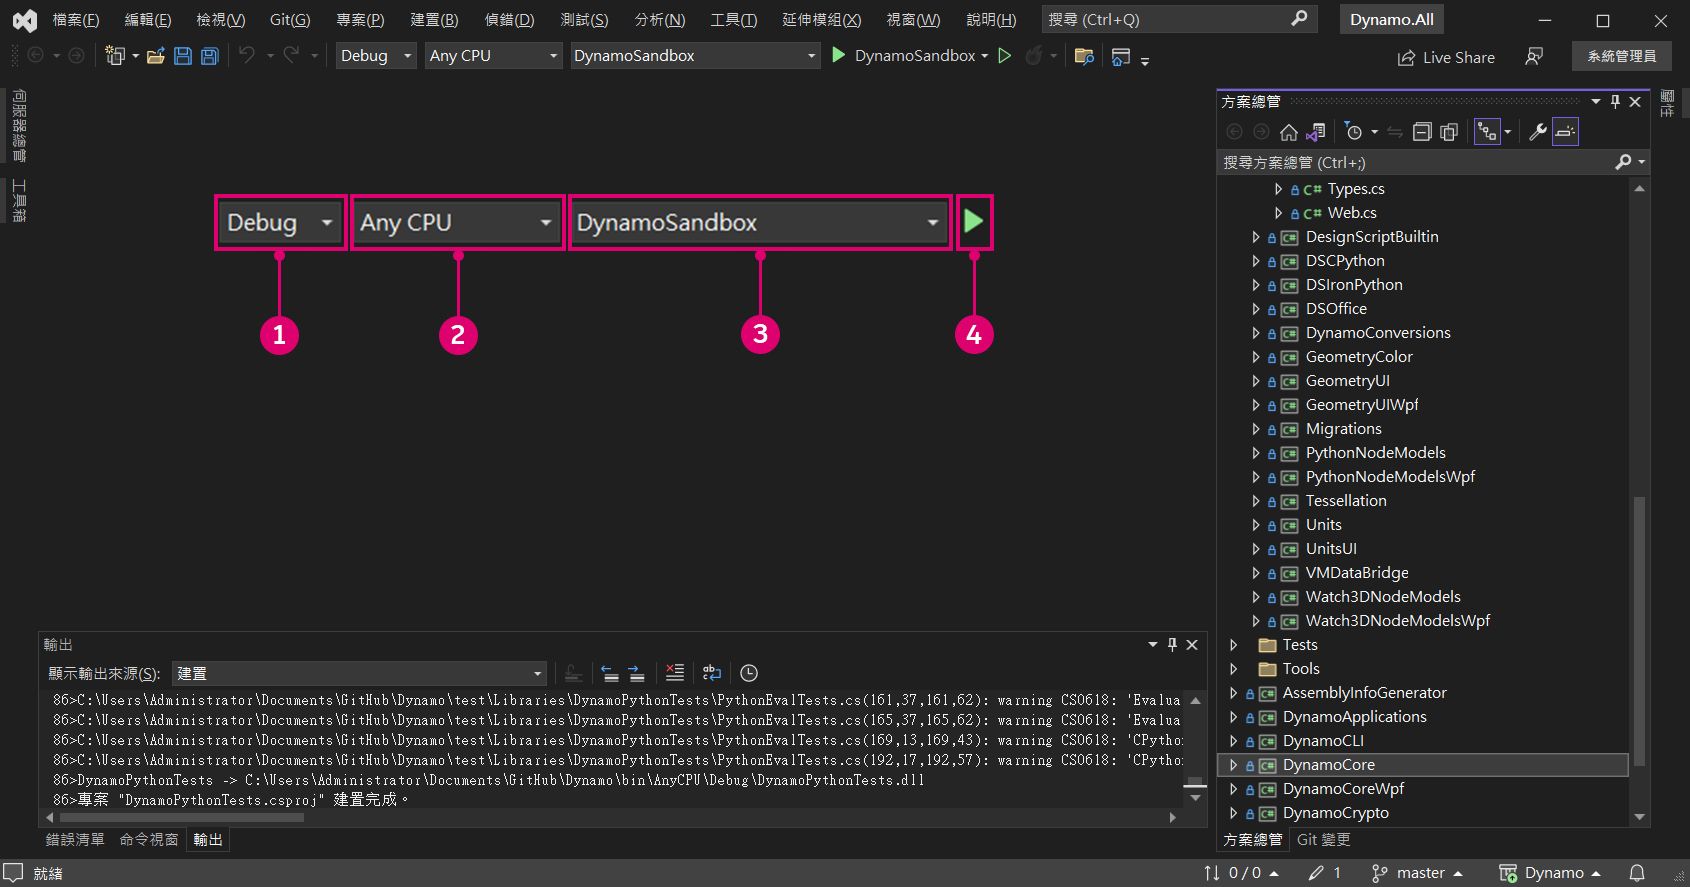 檔案(F) 編輯(E) 檢視(V) Git(G) 專案(P) 建置(B) 偵錯(D) 測試(S) 分析(N) 工具(T) 延伸模組(X) 視窗(W) 說明(H) 搜尋 (Ctrl+Q) Dynamo.All
Debug Any CPU DynamoSandbox DynamoSandbox Live Share 系統管理員
伺服器總管
工具箱
Debug Any CPU DynamoSandbox
1 2 3 4
方案總管
搜尋方案總管 (Ctrl+;)
C# Types.cs
C# Web.cs
C# DesignScriptBuiltin
C# DSCPython
C# DSIronPython
C# DSOffice
C# DynamoConversions
C# GeometryColor
C# GeometryUI
C# GeometryUIWpf
C# Migrations
C# PythonNodeModels
C# PythonNodeModelsWpf
C# Tessellation
C# Units
C# UnitsUI
C# VMDataBridge
C# Watch3DNodeModels
C# Watch3DNodeModelsWpf
Tests
Tools
C# AssemblyInfoGenerator
C# DynamoApplications
C# DynamoCLI
C# DynamoCore
C# DynamoCoreWpf
C# DynamoCrypto
方案總管 Git 變更
屬性
輸出
顯示輸出來源(S): 建置
86>C:\Users\Administrator\Documents\GitHub\Dynamo\test\Libraries\DynamoPythonTests\PythonEvalTests.cs(161,37,161,62): warning CS0618: 'Evalua
86>C:\Users\Administrator\Documents\GitHub\Dynamo\test\Libraries\DynamoPythonTests\PythonEvalTests.cs(165,37,165,62): warning CS0618: 'Evalua
86>C:\Users\Administrator\Documents\GitHub\Dynamo\test\Libraries\DynamoPythonTests\PythonEvalTests.cs(169,13,169,43): warning CS0618: 'CPython
86>C:\Users\Administrator\Documents\GitHub\Dynamo\test\Libraries\DynamoPythonTests\PythonEvalTests.cs(192,17,192,57): warning CS0618: 'CPython
86>DynamoPythonTests -> C:\Users\Administrator\Documents\GitHub\Dynamo\bin\AnyCPU\Debug\DynamoPythonTests.dll
86>專案 "DynamoPythonTests.csproj" 建置完成。
錯誤清單 命令視窗 輸出
就緒 0 / 0 1 master Dynamo